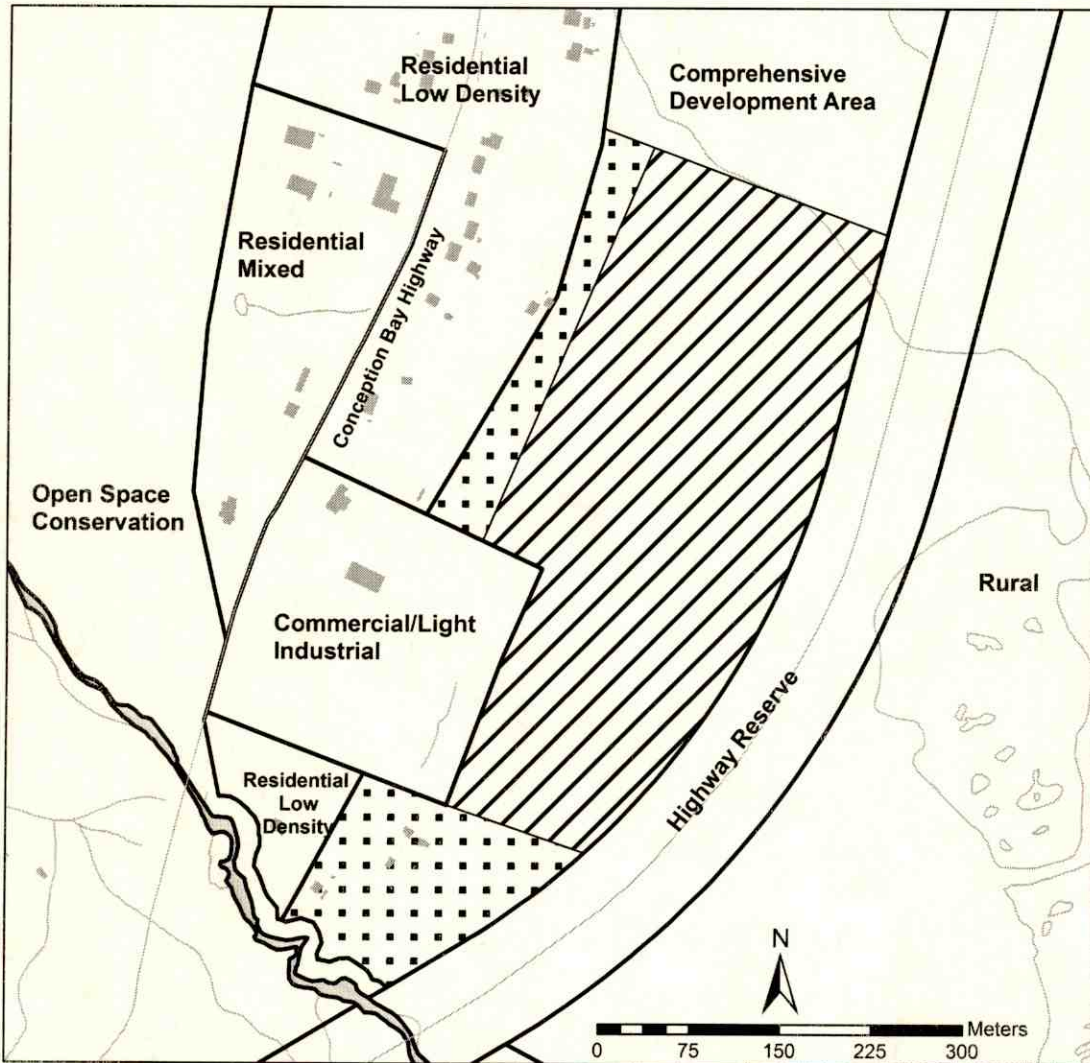 Residential
Low Density
Comprehensive
Development Area
Residential
Mixed
Conception Bay Highway
Open Space
Conservation
Rural
Commercial/Light
Industrial
Highway Reserve
Residential
Low
Density
N
Meters
0 75 150 225 300